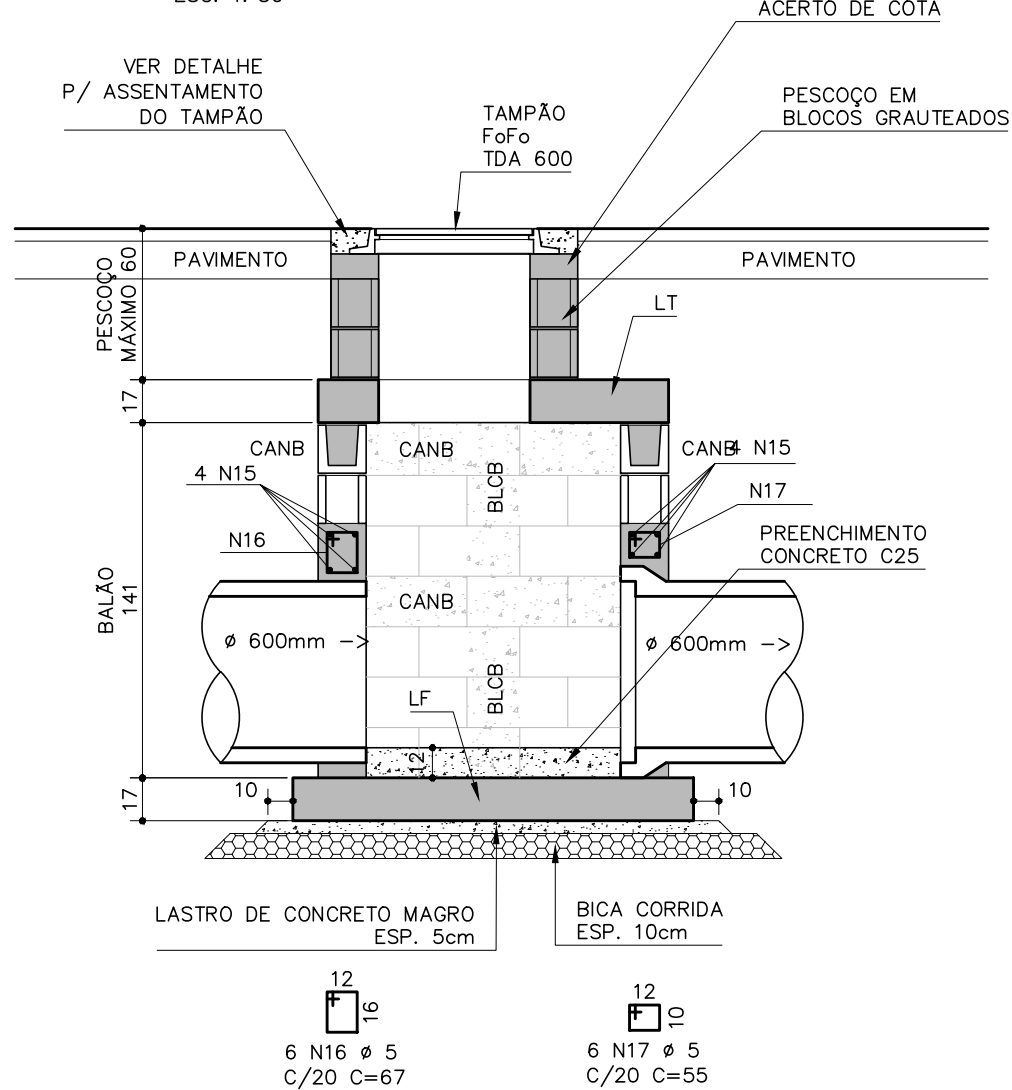 ACERTO DE COTA
VER DETALHE
P/ ASSENTAMENTO
DO TAMPÃO
TAMPÃO
FoFo
TDA 600
PESCOÇO EM
BLOCOS GRAUTEADOS
PAVIMENTO
PAVIMENTO
PESCOÇO
MÁXIMO 60
LT
17
CANB
CANB
CANB
4 N15
4 N15
BLCB
N17
N16
PREENCHIMENTO
CONCRETO C25
BALÃO
141
CANB
ø 600mm ->
ø 600mm ->
BLCB
LF
12
10
10
17
LASTRO DE CONCRETO MAGRO
ESP. 5cm
BICA CORRIDA
ESP. 10cm
12
16
6 N16 ø 5
C/20 C=67
12
10
6 N17 ø 5
C/20 C=55